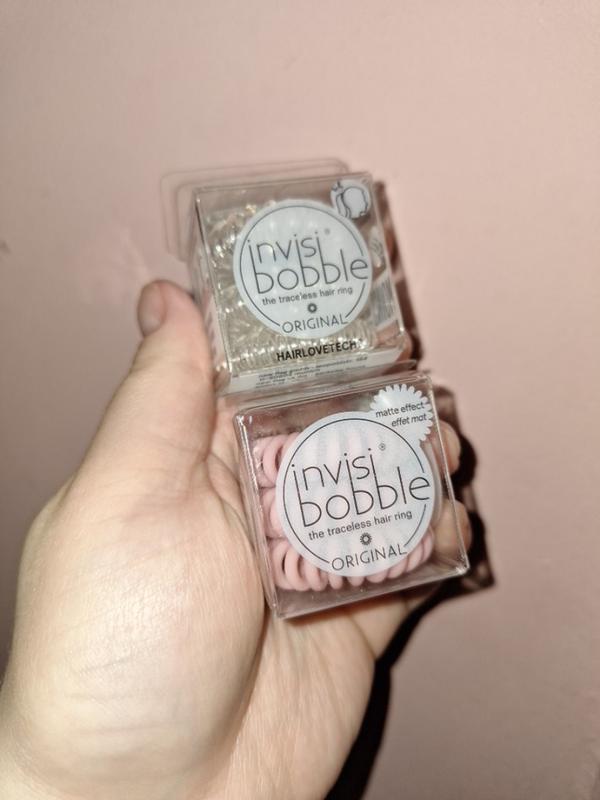 invisi®
bobble
the traceless hair ring
ORIGINAL
HAIRLOVETECH
matte effect
effet mat
invisi®
bobble
the traceless hair ring
ORIGINAL